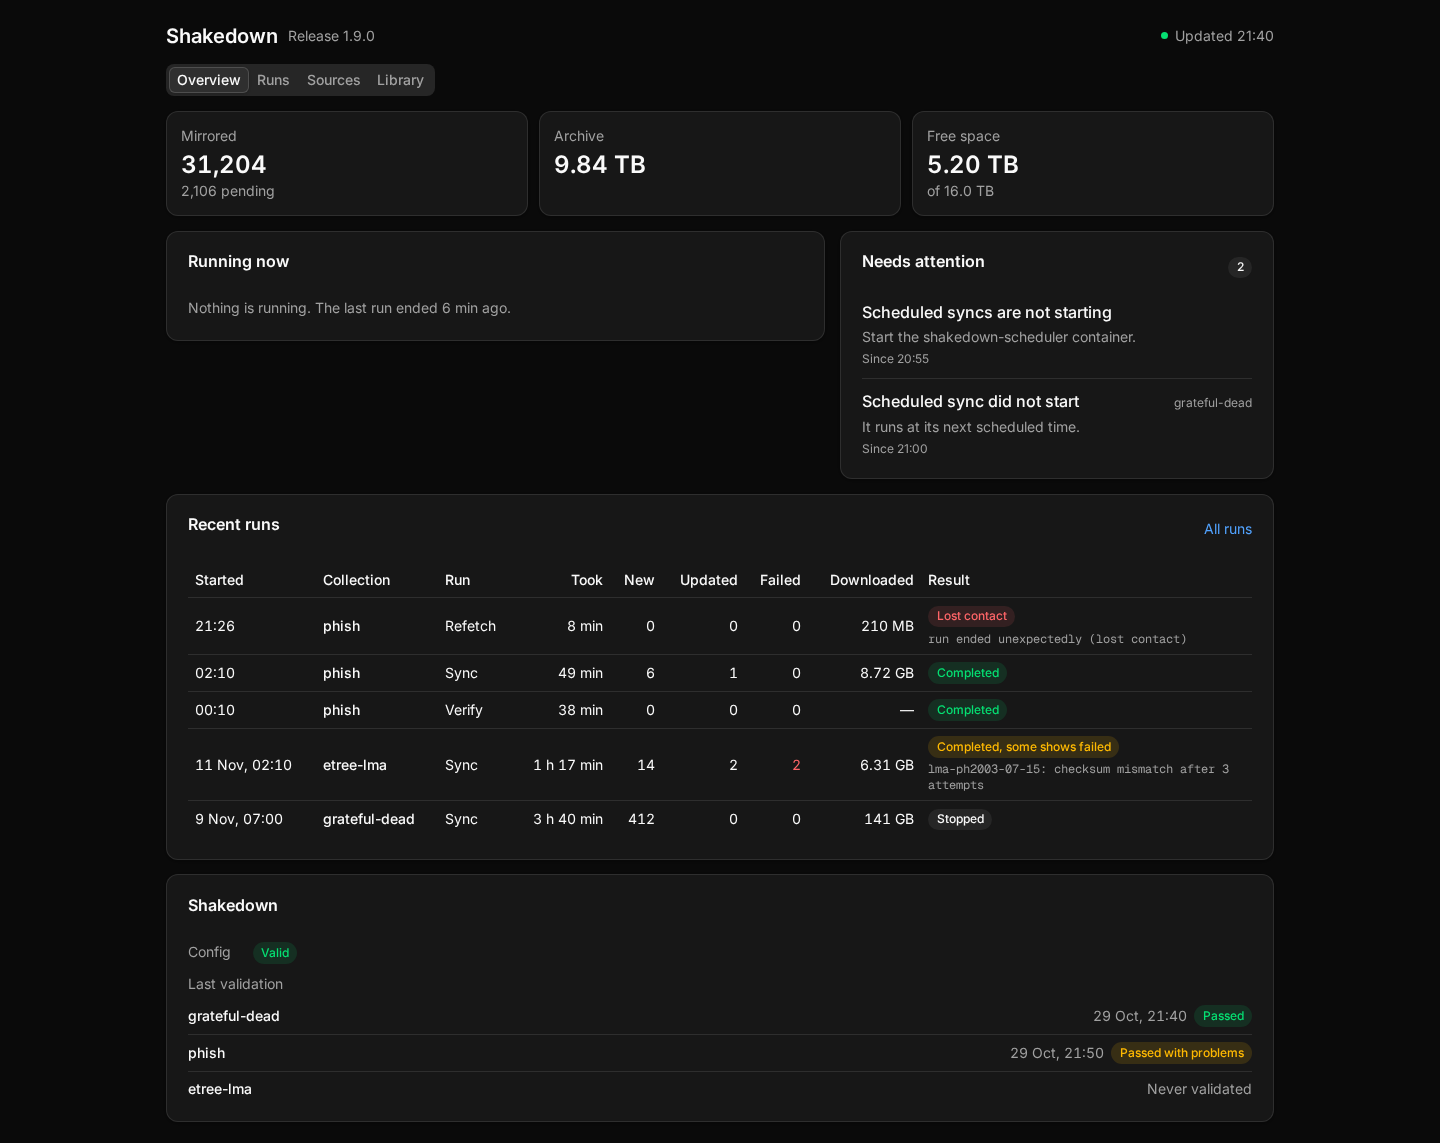 Shakedown Release 1.9.0
Updated 21:40
Overview Runs Sources Library
Mirrored
31,204
2,106 pending
Archive
9.84 TB
Free space
5.20 TB
of 16.0 TB
Running now
Nothing is running. The last run ended 6 min ago.
Needs attention
2
Scheduled syncs are not starting
Start the shakedown-scheduler container.
Since 20:55
Scheduled sync did not start grateful-dead
It runs at its next scheduled time.
Since 21:00
Recent runs
All runs
Started Collection Run Took New Updated Failed Downloaded Result
21:26 phish Refetch 8 min 0 0 0 210 MB Lost contact
run ended unexpectedly (lost contact)
02:10 phish Sync 49 min 6 1 0 8.72 GB Completed
00:10 phish Verify 38 min 0 0 0 — Completed
11 Nov, 02:10 etree-lma Sync 1 h 17 min 14 2 2 6.31 GB Completed, some shows failed
lma-ph2003-07-15: checksum mismatch after 3
attempts
9 Nov, 07:00 grateful-dead Sync 3 h 40 min 412 0 0 141 GB Stopped
Shakedown
Config Valid
Last validation
grateful-dead 29 Oct, 21:40 Passed
phish 29 Oct, 21:50 Passed with problems
etree-lma Never validated